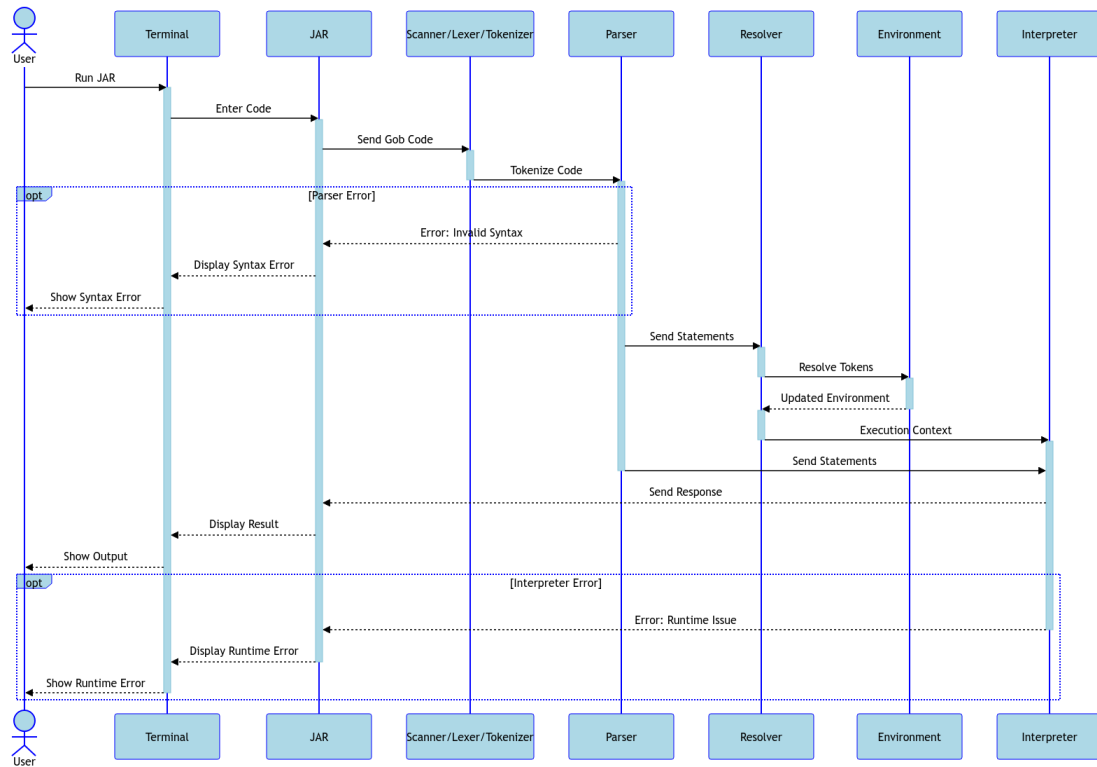 User
Terminal
JAR
Scanner/Lexer/Tokenizer
Parser
Resolver
Environment
Interpreter
Run JAR
Enter Code
Send Gob Code
Tokenize Code
opt
[Parser Error]
Error: Invalid Syntax
Display Syntax Error
Show Syntax Error
Send Statements
Resolve Tokens
Updated Environment
Execution Context
Send Statements
Send Response
Display Result
Show Output
opt
[Interpreter Error]
Error: Runtime Issue
Display Runtime Error
Show Runtime Error
User
Terminal
JAR
Scanner/Lexer/Tokenizer
Parser
Resolver
Environment
Interpreter